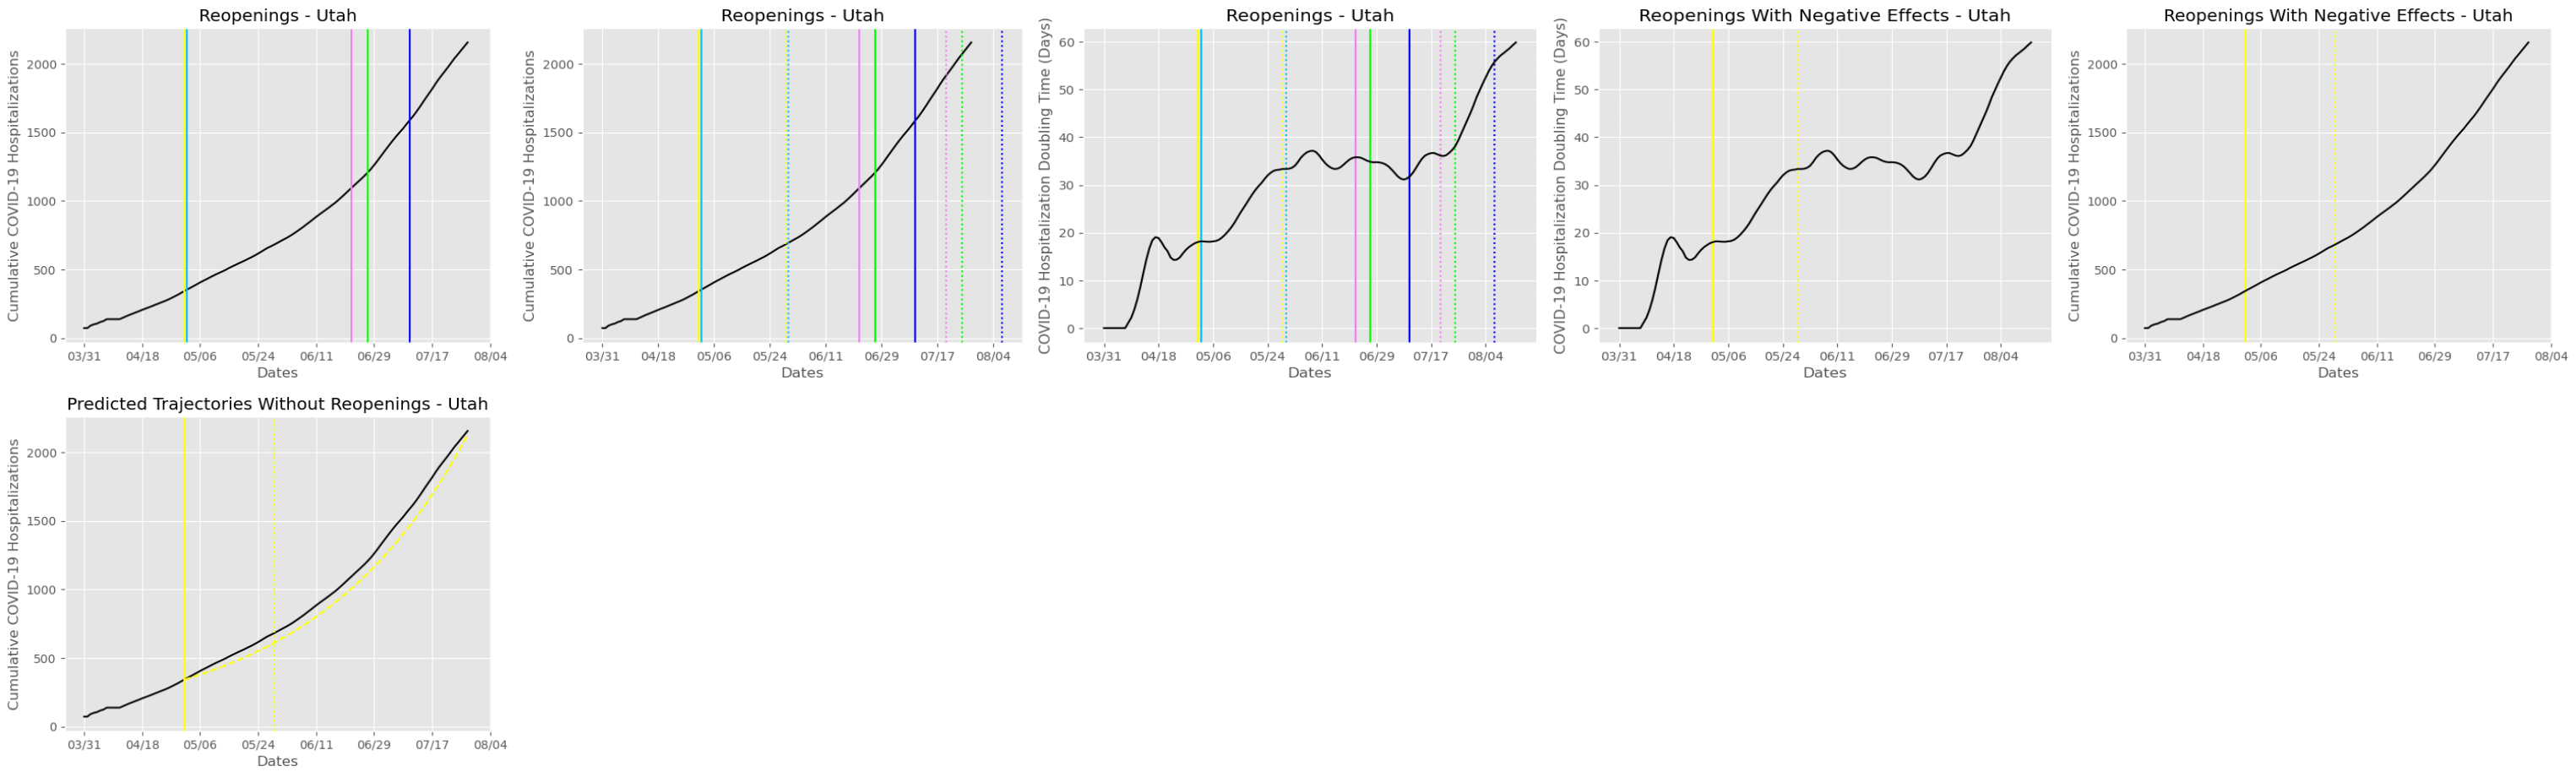 Reopenings - Utah
Cumulative COVID-19 Hospitalizations
2000
1500
1000
500
0
03/31 04/18 05/06 05/24 06/11 06/29 07/17 08/04
Dates
Reopenings - Utah
Cumulative COVID-19 Hospitalizations
2000
1500
1000
500
0
03/31 04/18 05/06 05/24 06/11 06/29 07/17 08/04
Dates
Reopenings - Utah
COVID-19 Hospitalization Doubling Time (Days)
60
50
40
30
20
10
0
03/31 04/18 05/06 05/24 06/11 06/29 07/17 08/04
Dates
Reopenings With Negative Effects - Utah
COVID-19 Hospitalization Doubling Time (Days)
60
50
40
30
20
10
0
03/31 04/18 05/06 05/24 06/11 06/29 07/17 08/04
Dates
Reopenings With Negative Effects - Utah
Cumulative COVID-19 Hospitalizations
2000
1500
1000
500
0
03/31 04/18 05/06 05/24 06/11 06/29 07/17 08/04
Dates
Predicted Trajectories Without Reopenings - Utah
Cumulative COVID-19 Hospitalizations
2000
1500
1000
500
0
03/31 04/18 05/06 05/24 06/11 06/29 07/17 08/04
Dates